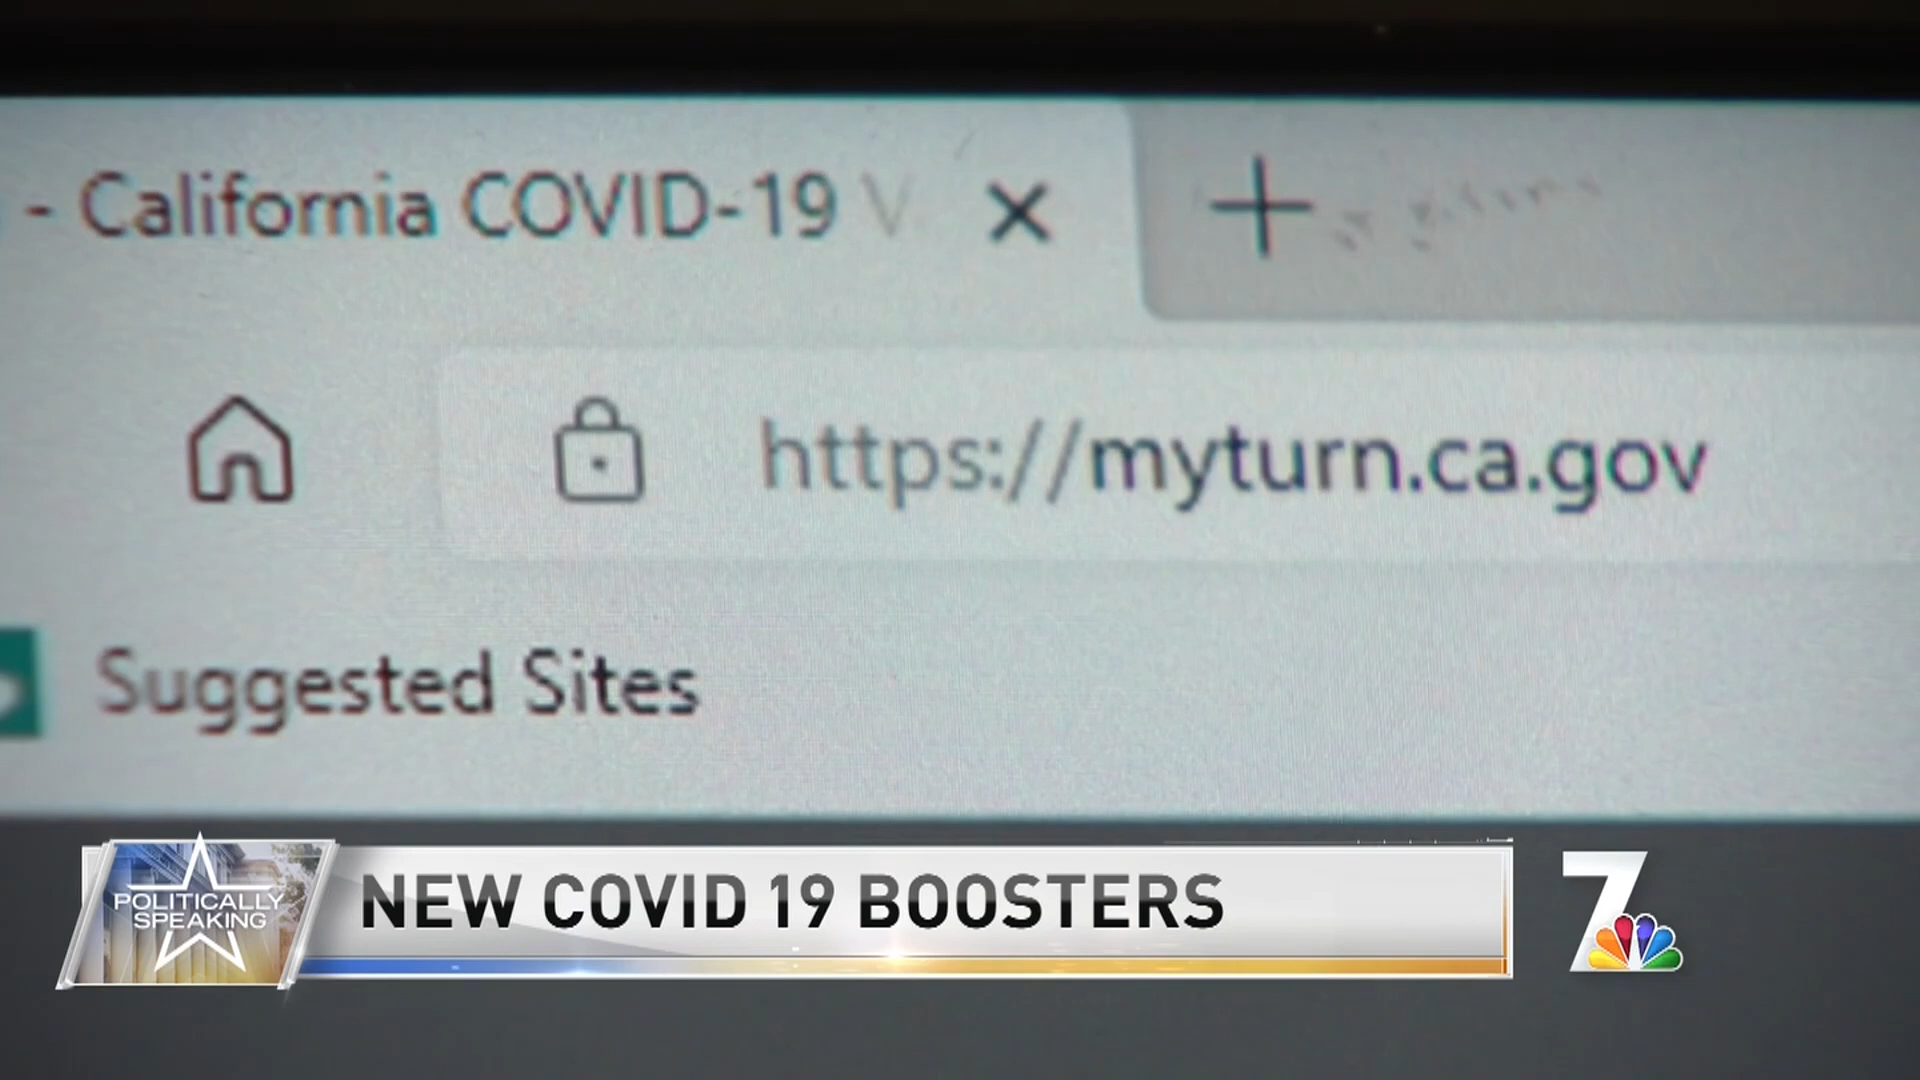 - California COVID-19 V
https://myturn.ca.gov
Suggested Sites
POLITICALLY
SPEAKING
NEW COVID 19 BOOSTERS
7